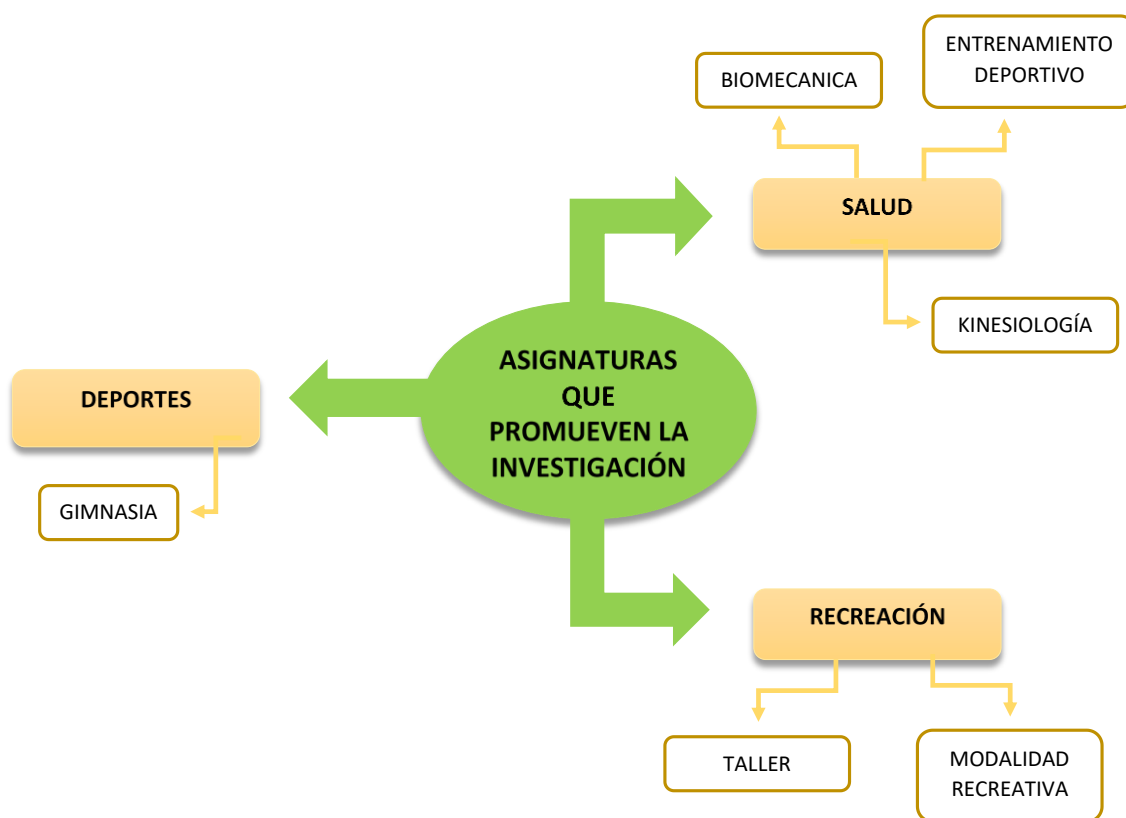 ENTRENAMIENTO
DEPORTIVO
BIOMECANICA
SALUD
KINESIOLOGÍA
ASIGNATURAS
QUE
PROMUEVEN LA
INVESTIGACIÓN
DEPORTES
GIMNASIA
RECREACIÓN
TALLER
MODALIDAD
RECREATIVA